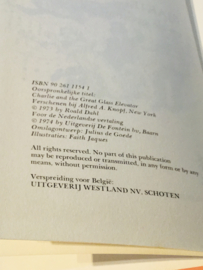 ISBN 90 261 1154 1
Oorspronkelijke titel:
Charlie and the Great Glass Elevator
Verschenen bij Alfred A. Knopf, New York
© 1973 by Roald Dahl
Voor de Nederlandse vertaling
© 1974 by Uitgeverij De Fontein bv, Baarn
Omslagontwerp: Julius de Goede
Illustraties: Faith Jaques
All rights reserved. No part of this publication
may be reproduced or transmitted, in any form or by any
means, without permission.
Verspreiding voor België:
UITGEVERIJ WESTLAND NV, SCHOTEN